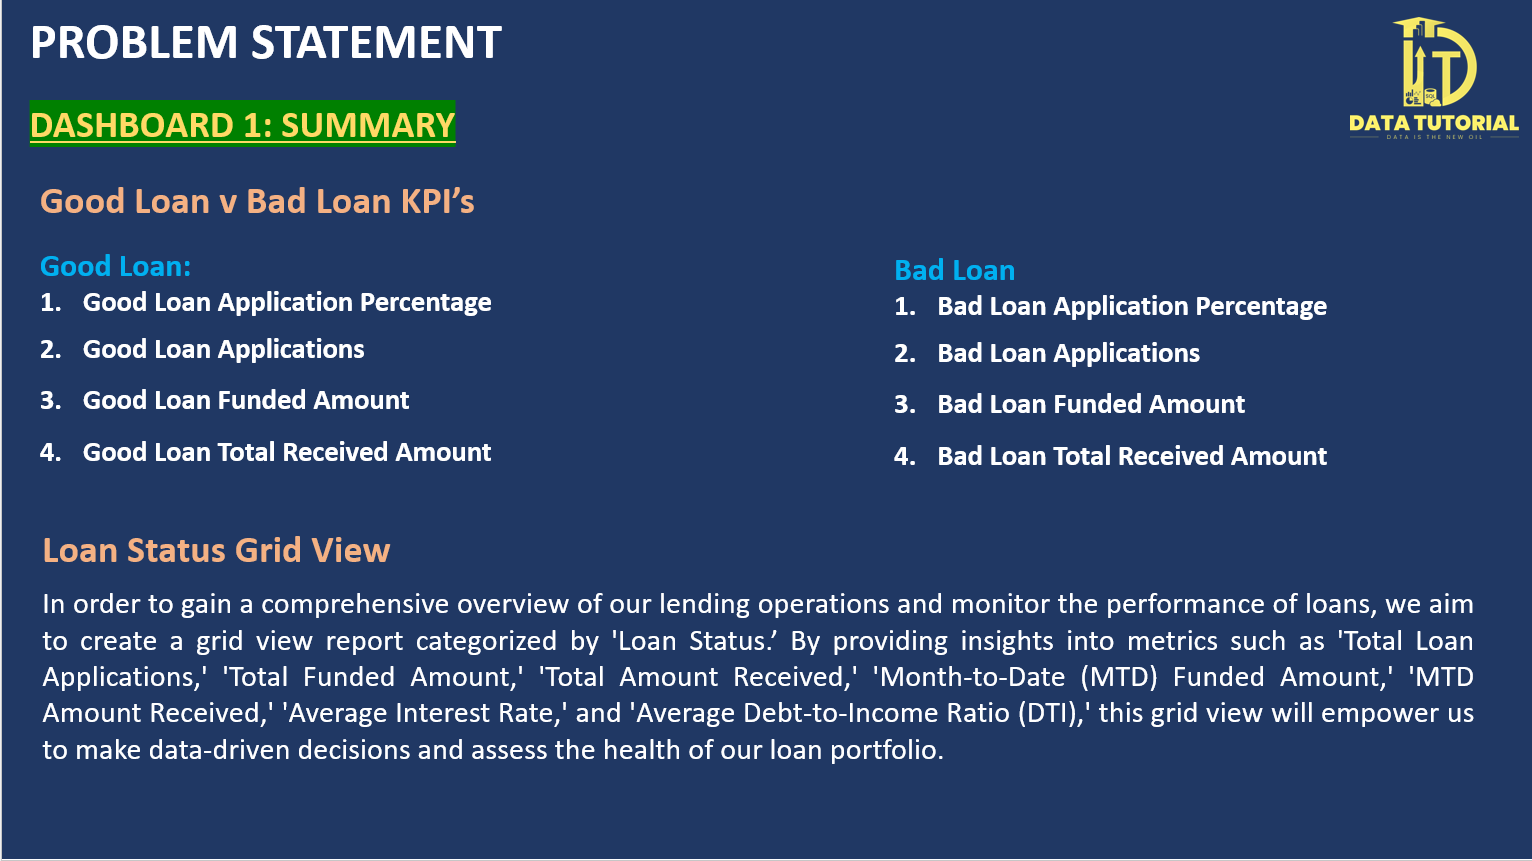 PROBLEM STATEMENT
DATA TUTORIAL
DATA IS THE NEW OIL
DASHBOARD 1: SUMMARY
Good Loan v Bad Loan KPI’s
Good Loan:
1. Good Loan Application Percentage
2. Good Loan Applications
3. Good Loan Funded Amount
4. Good Loan Total Received Amount
Bad Loan
1. Bad Loan Application Percentage
2. Bad Loan Applications
3. Bad Loan Funded Amount
4. Bad Loan Total Received Amount
Loan Status Grid View
In order to gain a comprehensive overview of our lending operations and monitor the performance of loans, we aim
to create a grid view report categorized by 'Loan Status.’ By providing insights into metrics such as 'Total Loan
Applications,' 'Total Funded Amount,' 'Total Amount Received,' 'Month-to-Date (MTD) Funded Amount,' 'MTD
Amount Received,' 'Average Interest Rate,' and 'Average Debt-to-Income Ratio (DTI),' this grid view will empower us
to make data-driven decisions and assess the health of our loan portfolio.